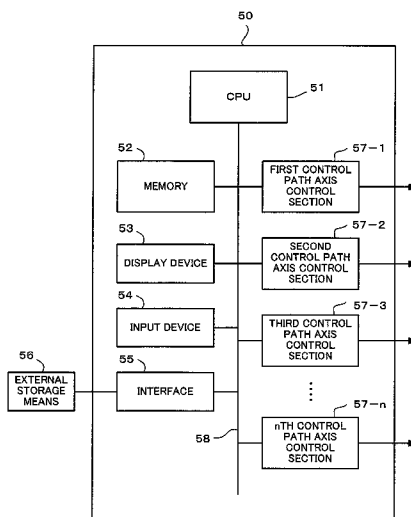 50
CPU
51
52
MEMORY
57-1
FIRST CONTROL
PATH AXIS
CONTROL
SECTION
53
DISPLAY DEVICE
57-2
SECOND
CONTROL PATH
AXIS CONTROL
SECTION
54
INPUT DEVICE
57-3
THIRD CONTROL
PATH AXIS
CONTROL
SECTION
56
EXTERNAL
STORAGE
MEANS
55
INTERFACE
58
57-n
nTH CONTROL
PATH AXIS
CONTROL
SECTION